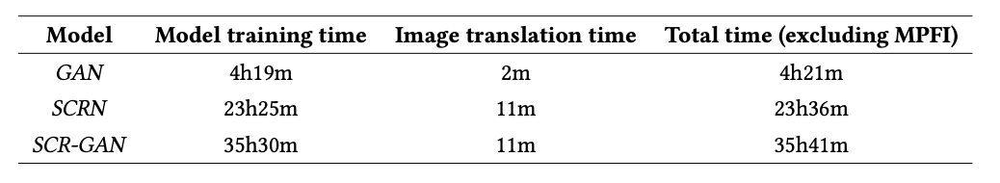 Model Model training time Image translation time Total time (excluding MPFI)
GAN 4h19m 2m 4h21m
SCRN 23h25m 11m 23h36m
SCR-GAN 35h30m 11m 35h41m